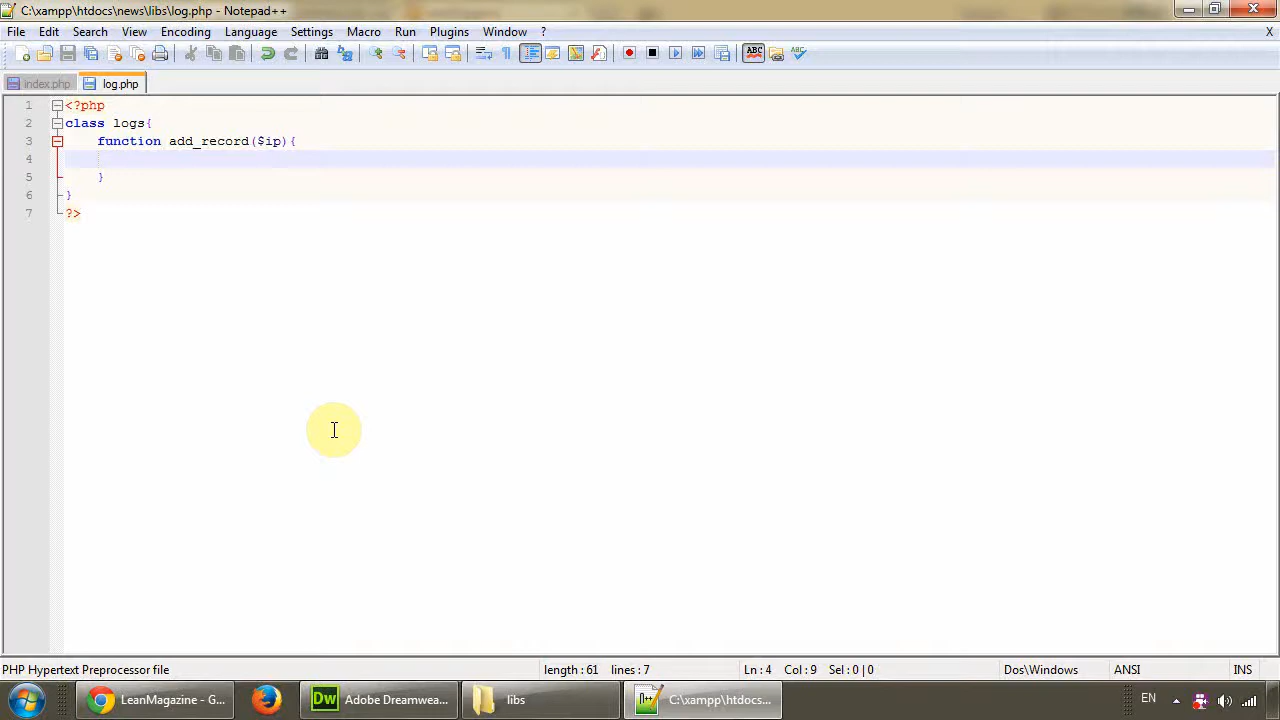 C:\xampp\htdocs\news\libs\log.php - Notepad++
File Edit Search View Encoding Language Settings Macro Run Plugins Window ? X
ABC ABC
index.php log.php
1 <?php
2 class logs{
3 function add_record($ip){
4
5 }
6 }
7 ?>
PHP Hypertext Preprocessor file length : 61 lines : 7 Ln : 4 Col : 9 Sel : 0 | 0 Dos\Windows ANSI INS
LeanMagazine - G... Dw Adobe Dreamwea... libs C:\xampp\htdocs... EN